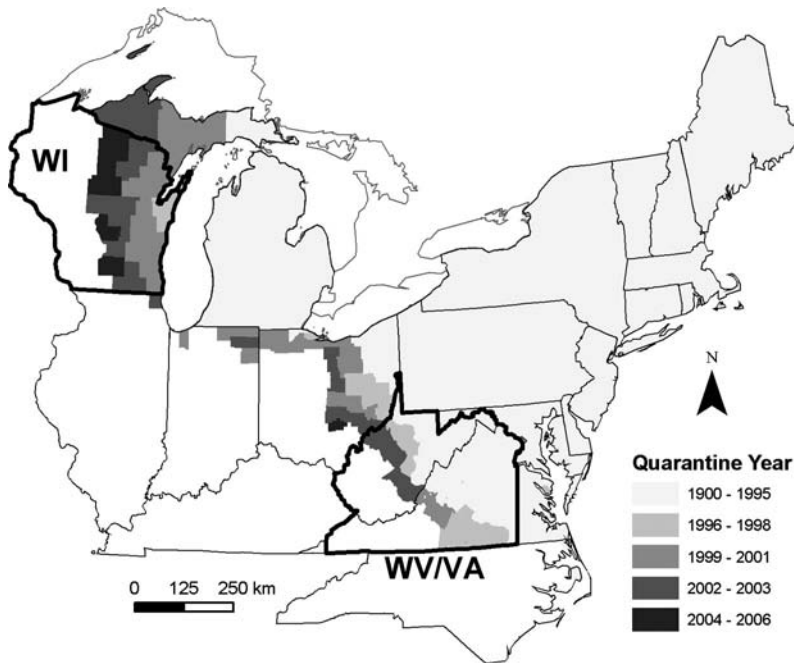 WI
N
Quarantine Year
1900 - 1995
1996 - 1998
1999 - 2001
2002 - 2003
2004 - 2006
WV/VA
0 125 250 km